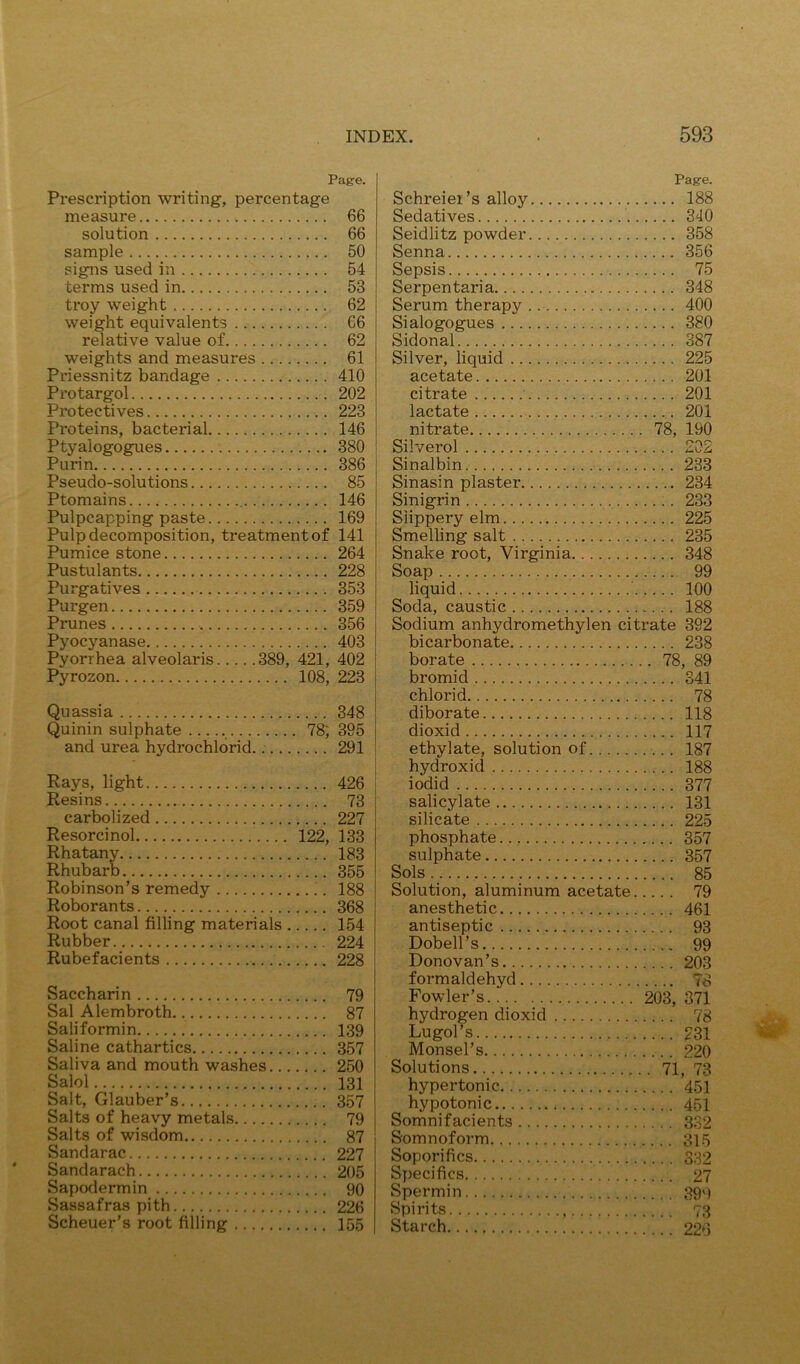 INDEX. 593
Page.
Prescription writing, percentage
measure........................ 66
solution........................ 66
sample........................ 50
signs used in........................ 54
terms used in........................ 53
troy weight........................ 62
weight equivalents........................ 66
relative value of........................ 62
weights and measures........................ 61
Priessnitz bandage........................ 410
Protargol........................ 202
Protectives........................ 223
Proteins, bacterial........................ 146
Ptyalogogues........................ 380
Purin........................ 386
Pseudo-solutions........................ 85
Ptomains........................ 146
Pulpcapping paste........................ 169
Pulp decomposition, treatment of 141
Pumice stone........................ 264
Pustulants........................ 228
Purgatives........................ 353
Purgen........................ 359
Prunes........................ 356
Pyocyanase........................ 403
Pyorrhea alveolaris.....389, 421, 402
Pyrozon........................ 108, 223
Quassia........................ 348
Quinin sulphate........................ 78, 395
and urea hydrochlorid........................ 291
Rays, light........................ 426
Resins........................ 73
carbolized........................ 227
Resorcinol........................ 122, 133
Rhatany........................ 183
Rhubarb........................ 355
Robinson's remedy........................ 188
Roborants........................ 368
Root canal filling materials..... 154
Rubber........................ 224
Rubefacients........................ 228
Saccharin........................ 79
Sal Alembroth........................ 87
Saliformin........................ 139
Saline cathartics........................ 357
Saliva and mouth washes....... 250
Salol........................ 131
Salt, Glauber's........................ 357
Salts of heavy metals........................ 79
Salts of wisdom........................ 87
Sandarac........................ 227
Sandarach........................ 205
Sapodermin........................ 90
Sassafras pith........................ 226
Scheuer's root filling........................ 155
Page.
Schreier's alloy........................ 188
Sedatives........................ 340
Seidlitz powder........................ 358
Senna........................ 356
Sepsis........................ 75
Serpentaria........................ 348
Serum therapy........................ 400
Sialogogues........................ 380
Sidonal........................ 387
Silver, liquid........................ 225
acetate........................ 201
citrate........................ 201
lactate........................ 201
nitrate........................ 78, 190
Silverol........................ 202
Sinalbin........................ 233
Sinasin plaster........................ 234
Sinigrin........................ 233
Slippery elm........................ 225
Smelling salt........................ 235
Snake root, Virginia........................ 348
Soap........................ 99
liquid........................ 100
Soda, caustic........................ 188
Sodium anhydromethylen citrate 392
bicarbonate........................ 238
borate........................ 78, 89
bromid........................ 341
chlorid........................ 78
diborate........................ 118
dioxid........................ 117
ethylate, solution of........................ 187
hydroxid........................ 188
iodid........................ 377
salicylate........................ 131
silicate........................ 225
phosphate........................ 357
sulphate........................ 357
Sols........................ 85
Solution, aluminum acetate..... 79
anesthetic........................ 461
antiseptic........................ 93
Dobell's........................ 99
Donovan's........................ 203
formaldehyd........................ 78
Fowler's........................ 203, 371
hydrogen dioxid........................ 78
Lugol's........................ 231
Monsel's........................ 220
Solutions........................ 71, 73
hypertonic........................ 451
hypotonic........................ 451
Somnifacients........................ 332
Somnoform........................ 315
Soporifics........................ 332
Specifics........................ 27
Spermin........................ 399
Spirits........................ 73
Starch........................ 226